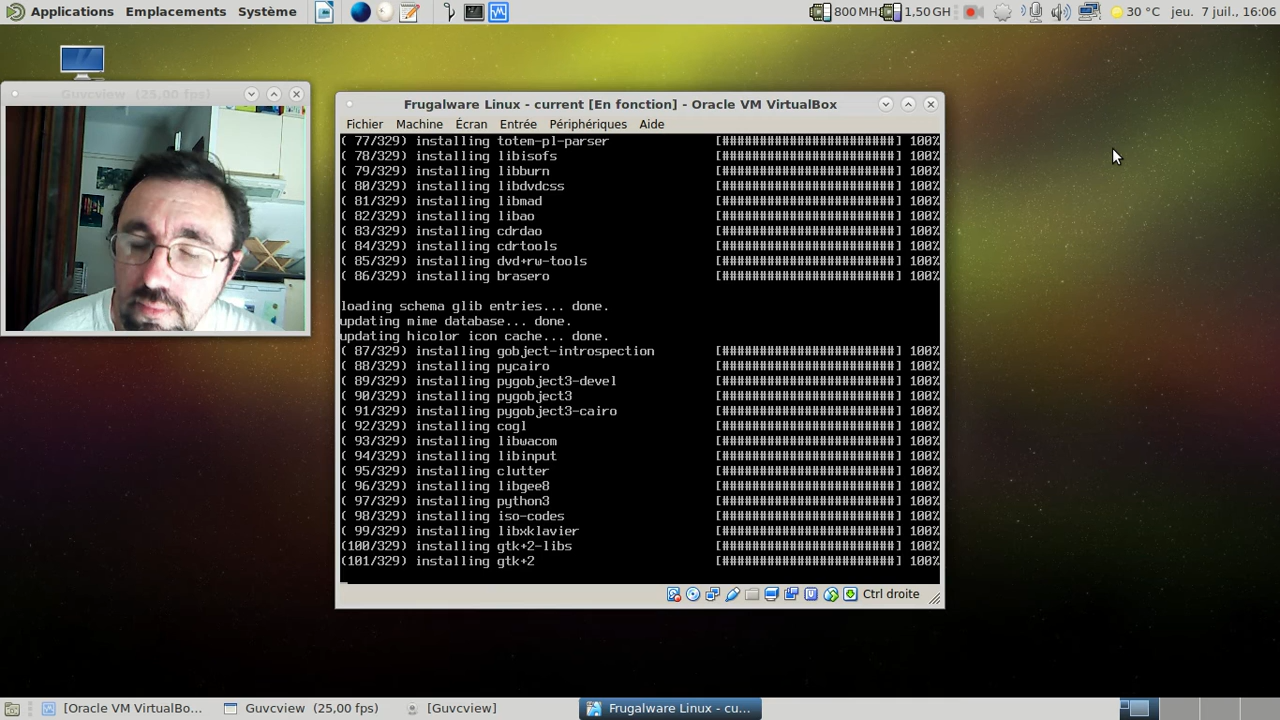 Applications Emplacements Système 800 MH 1,50 GH 30 °C jeu. 7 juil., 16:06
Guvcview (25,00 fps)
Frugalware Linux - current [En fonction] - Oracle VM VirtualBox
Fichier Machine Écran Entrée Périphériques Aide
( 77/329) installing totem-pl-parser [#######################] 100%
( 78/329) installing libisofs [#######################] 100%
( 79/329) installing libburn [#######################] 100%
( 80/329) installing libdvdcss [#######################] 100%
( 81/329) installing libmad [#######################] 100%
( 82/329) installing libao [#######################] 100%
( 83/329) installing cdrdao [#######################] 100%
( 84/329) installing cdrtools [#######################] 100%
( 85/329) installing dvd+rw-tools [#######################] 100%
( 86/329) installing brasero [#######################] 100%
loading schema glib entries... done.
updating mime database... done.
updating hicolor icon cache... done.
( 87/329) installing gobject-introspection [#######################] 100%
( 88/329) installing pycairo [#######################] 100%
( 89/329) installing pygobject3-devel [#######################] 100%
( 90/329) installing pygobject3 [#######################] 100%
( 91/329) installing pygobject3-cairo [#######################] 100%
( 92/329) installing cogl [#######################] 100%
( 93/329) installing libwacom [#######################] 100%
( 94/329) installing libinput [#######################] 100%
( 95/329) installing clutter [#######################] 100%
( 96/329) installing libgee8 [#######################] 100%
( 97/329) installing python3 [#######################] 100%
( 98/329) installing iso-codes [#######################] 100%
( 99/329) installing libxklavier [#######################] 100%
(100/329) installing gtk+2-libs [#######################] 100%
(101/329) installing gtk+2 [#######################] 100%
Ctrl droite
[Oracle VM VirtualBo... Guvcview (25,00 fps) [Guvcview] Frugalware Linux - cu...